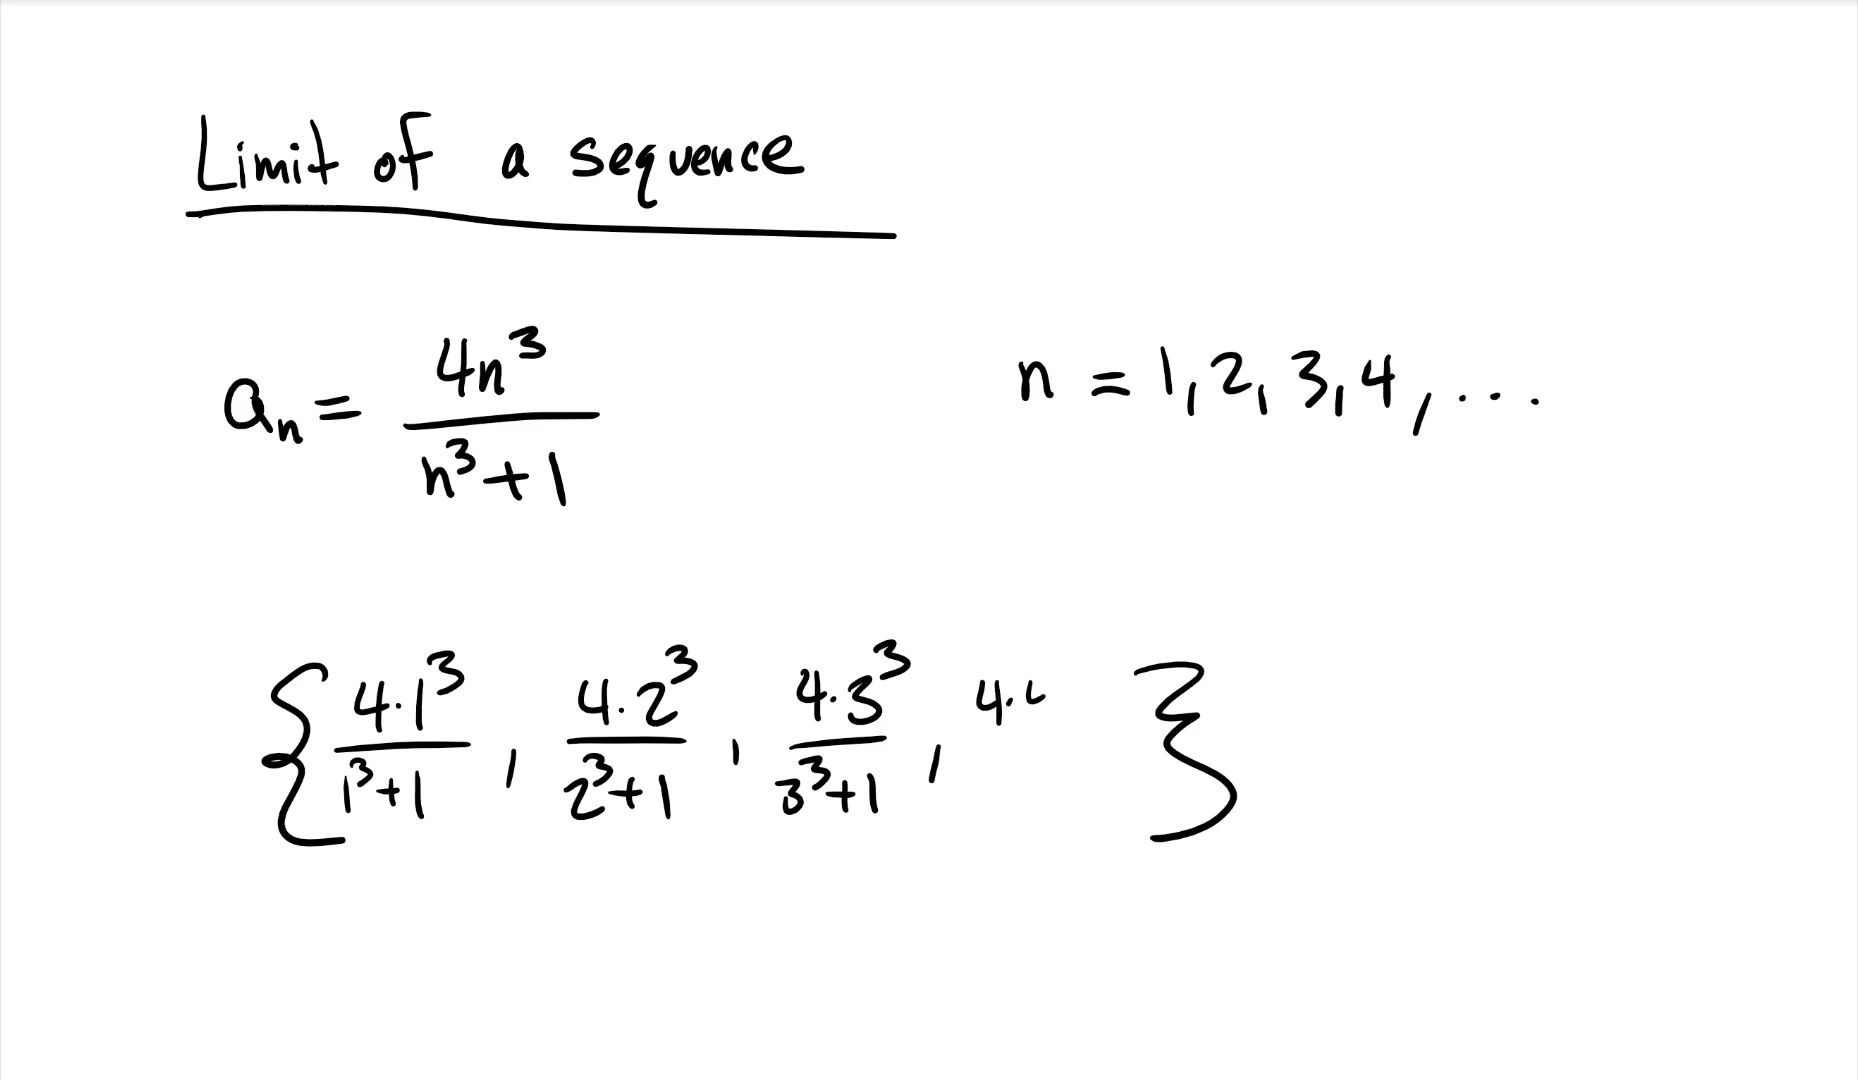 Limit of a sequence
aₙ = 4n³/(n³+1)    n = 1, 2, 3, 4, ...
{ 4·1³/(1³+1), 4·2³/(2³+1), 4·3³/(3³+1), 4· }